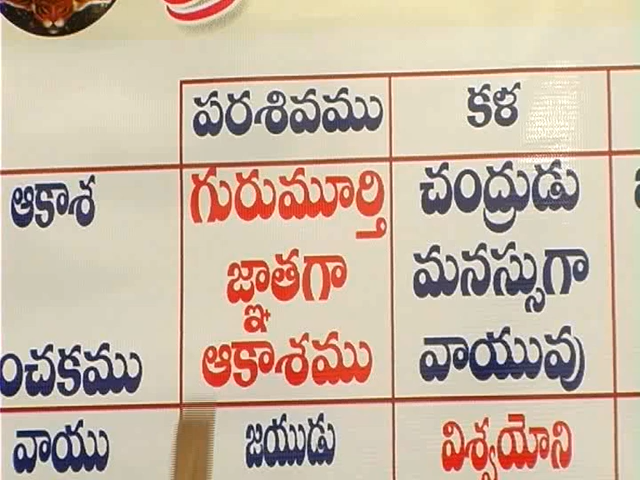 పరశివము కళ
ఆకాశ గురుమూర్తి చంద్రుడు
జ్ఞాతగా మనస్సుగా
ంచకము ఆకాశము వాయువు
వాయు జయుడు విశ్వయోని